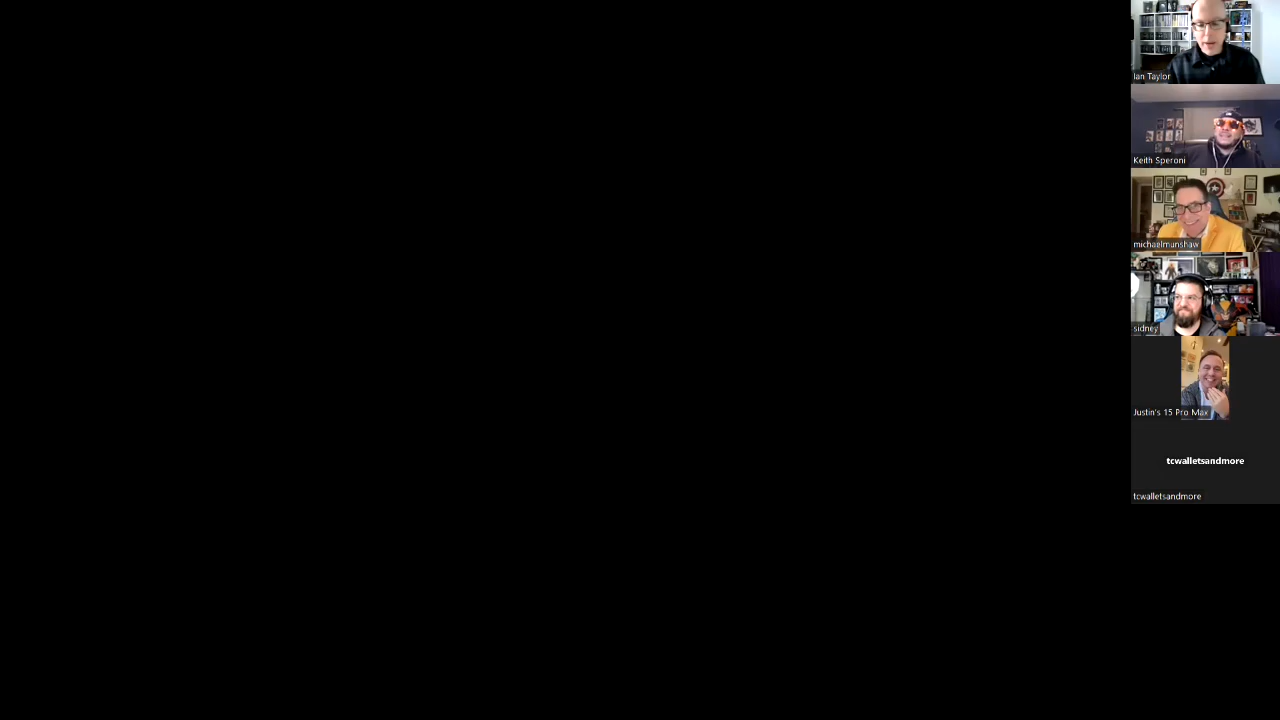 Ian Taylor
Keith Speroni
michaelmunshaw
sidney
Justin's 15 Pro Max
tcwalletsandmore
tcwalletsandmore